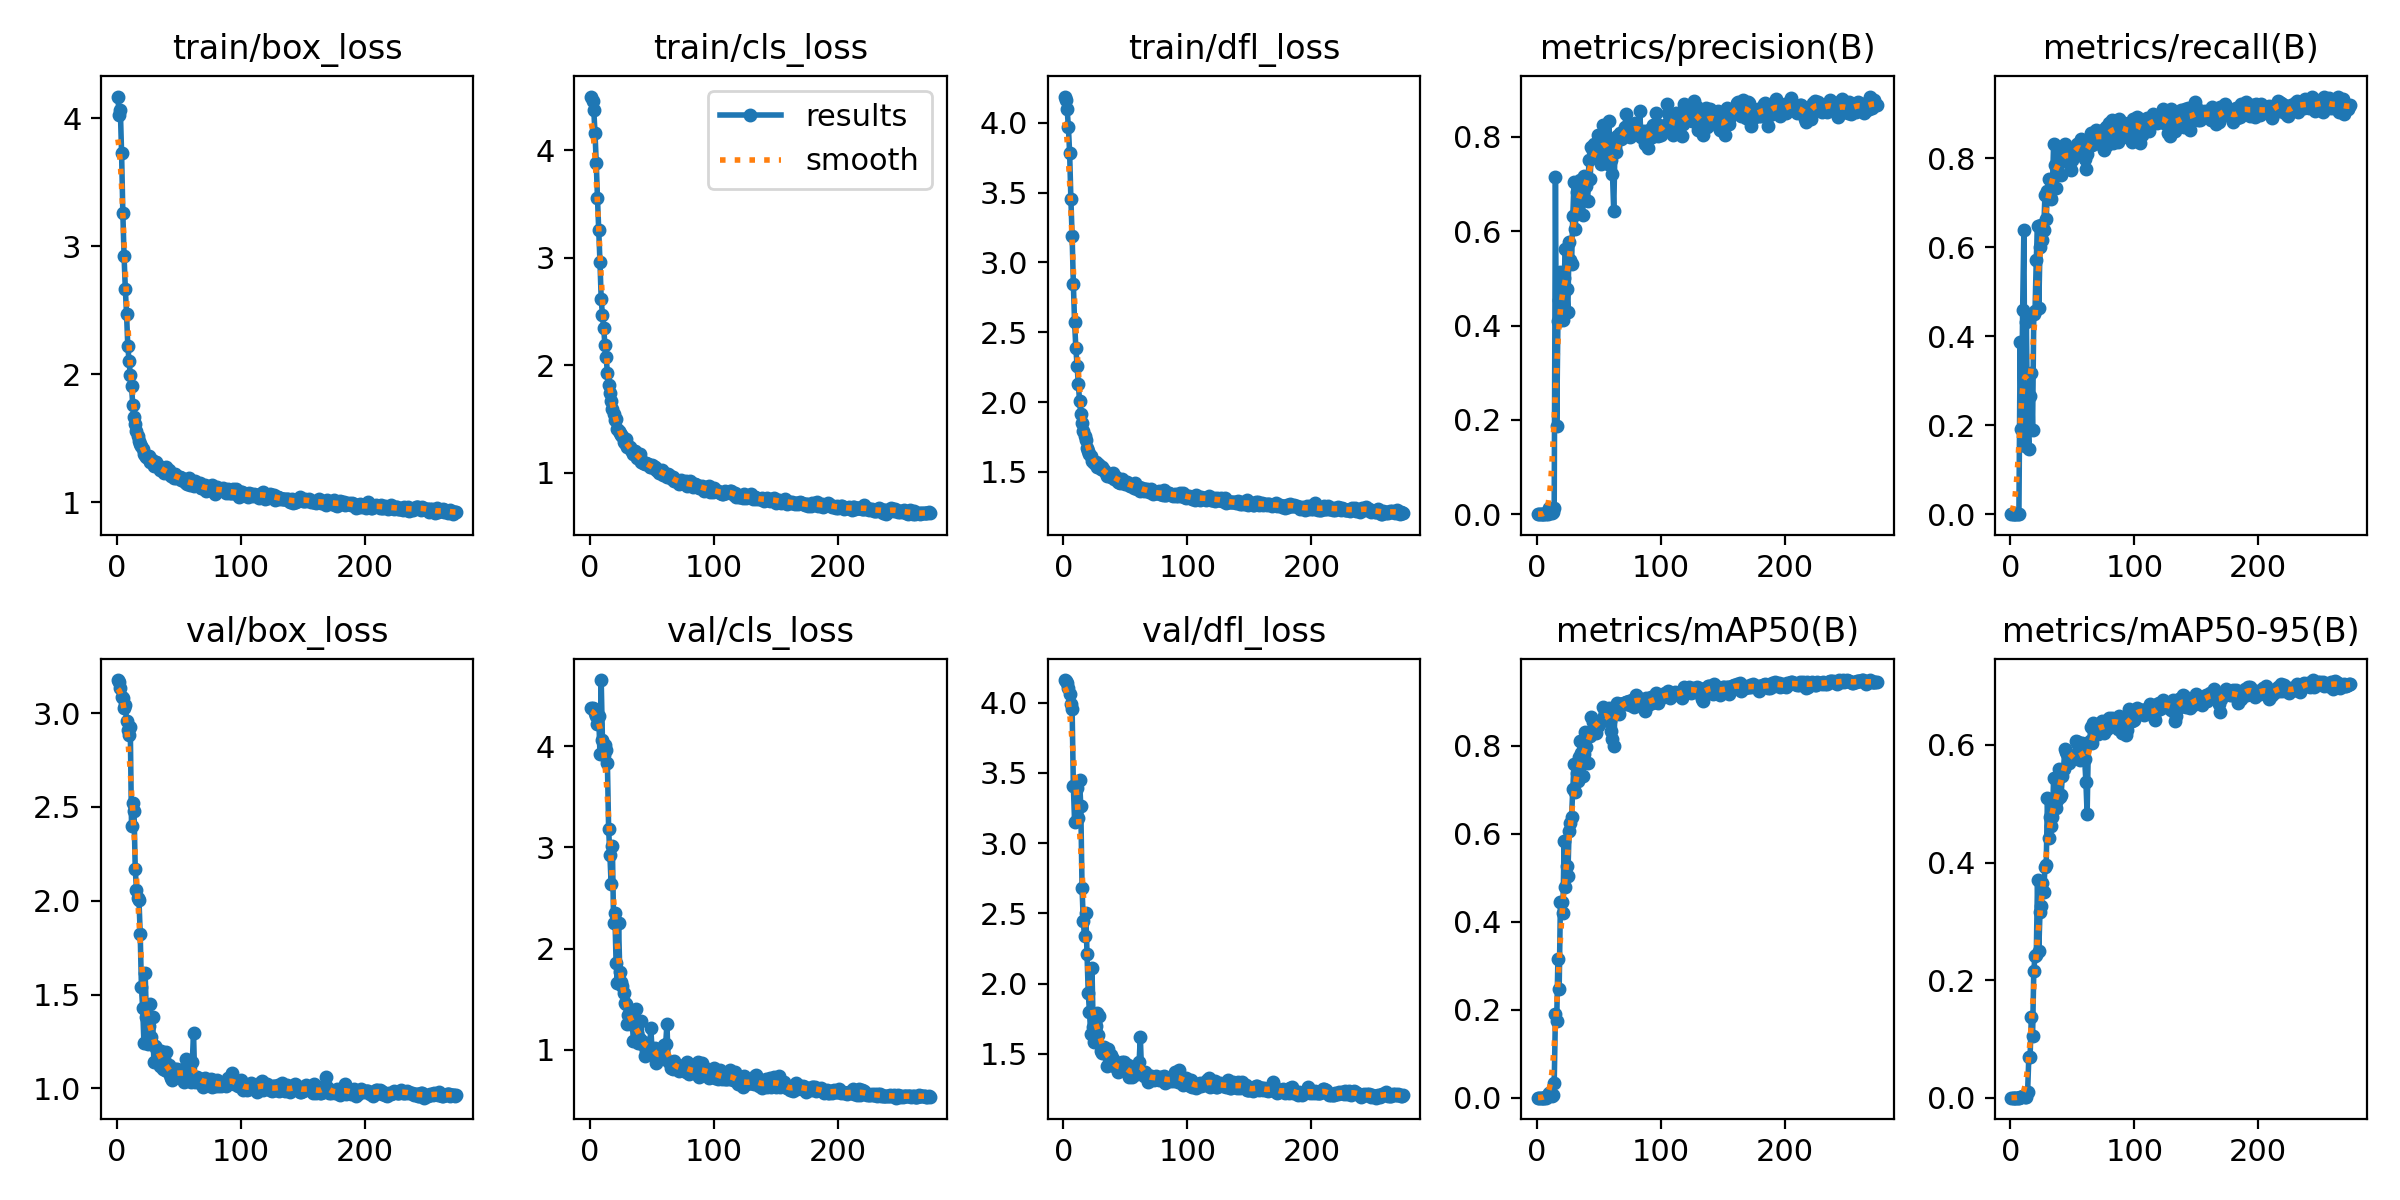 train/box_loss
4
3
2
1
0 100 200
train/cls_loss
results
smooth
4
3
2
1
0 100 200
train/dfl_loss
4.0
3.5
3.0
2.5
2.0
1.5
0 100 200
metrics/precision(B)
0.8
0.6
0.4
0.2
0.0
0 100 200
metrics/recall(B)
0.8
0.6
0.4
0.2
0.0
0 100 200
val/box_loss
3.0
2.5
2.0
1.5
1.0
0 100 200
val/cls_loss
4
3
2
1
0 100 200
val/dfl_loss
4.0
3.5
3.0
2.5
2.0
1.5
0 100 200
metrics/mAP50(B)
0.8
0.6
0.4
0.2
0.0
0 100 200
metrics/mAP50-95(B)
0.6
0.4
0.2
0.0
0 100 200